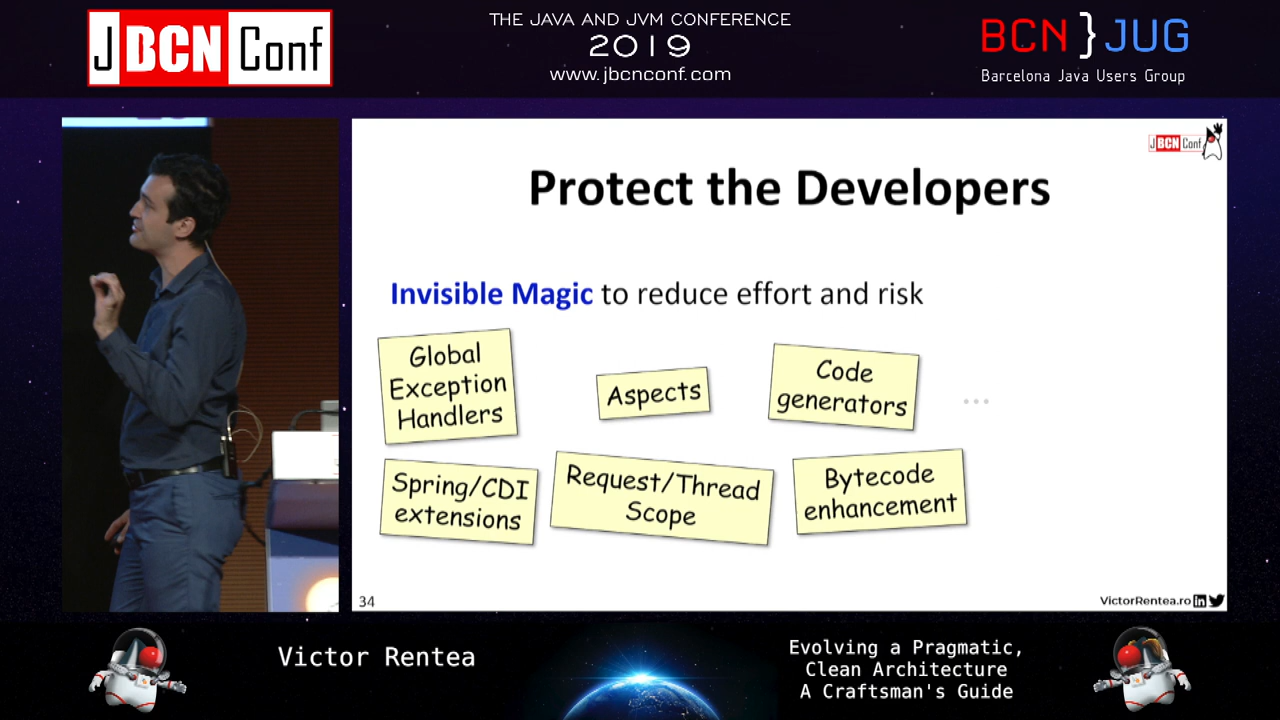 JBCNConf
THE JAVA AND JVM CONFERENCE
2019
www.jbcnconf.com
BCN}JUG
Barcelona Java Users Group
JBCNConf
Protect the Developers
Invisible Magic to reduce effort and risk
Global
Exception
Handlers
Aspects
Code
generators
...
Spring/CDI
extensions
Request/Thread
Scope
Bytecode
enhancement
34
VictorRentea.ro
Victor Rentea
Evolving a Pragmatic,
Clean Architecture
A Craftsman's Guide